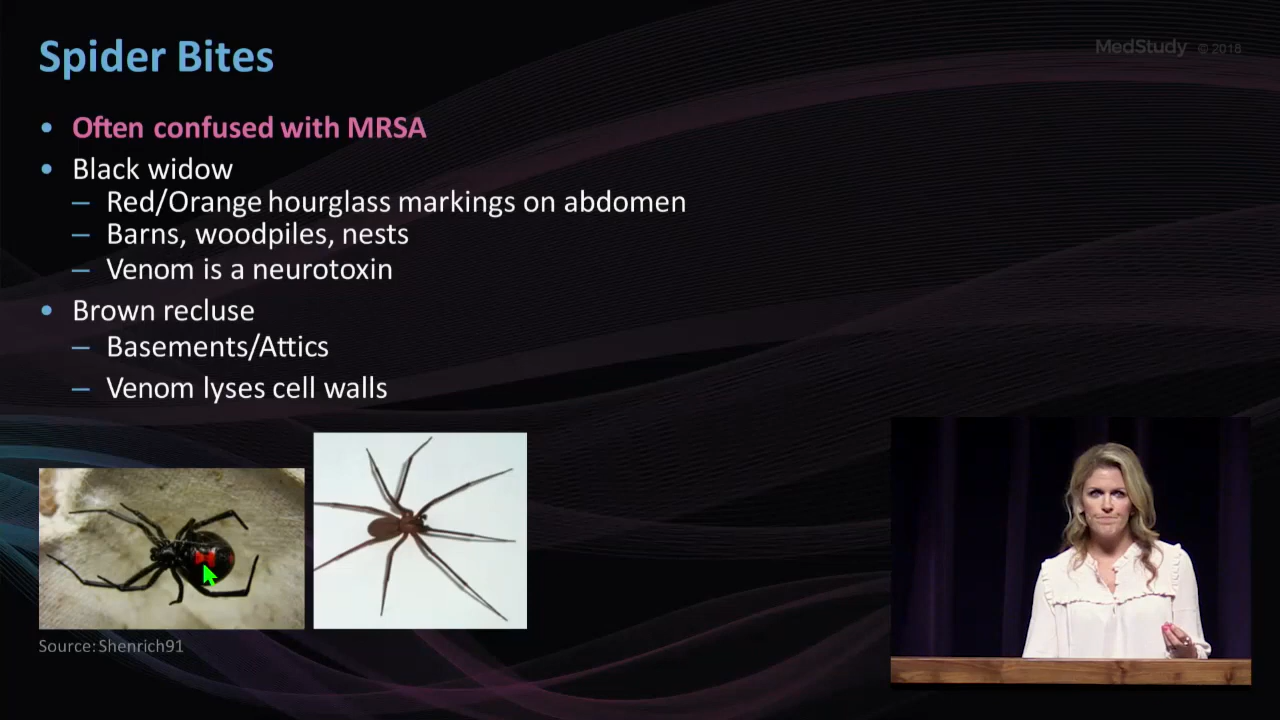 Spider Bites
MedStudy © 2018
• Often confused with MRSA
• Black widow
– Red/Orange hourglass markings on abdomen
– Barns, woodpiles, nests
– Venom is a neurotoxin
• Brown recluse
– Basements/Attics
– Venom lyses cell walls
Source: Shenrich91